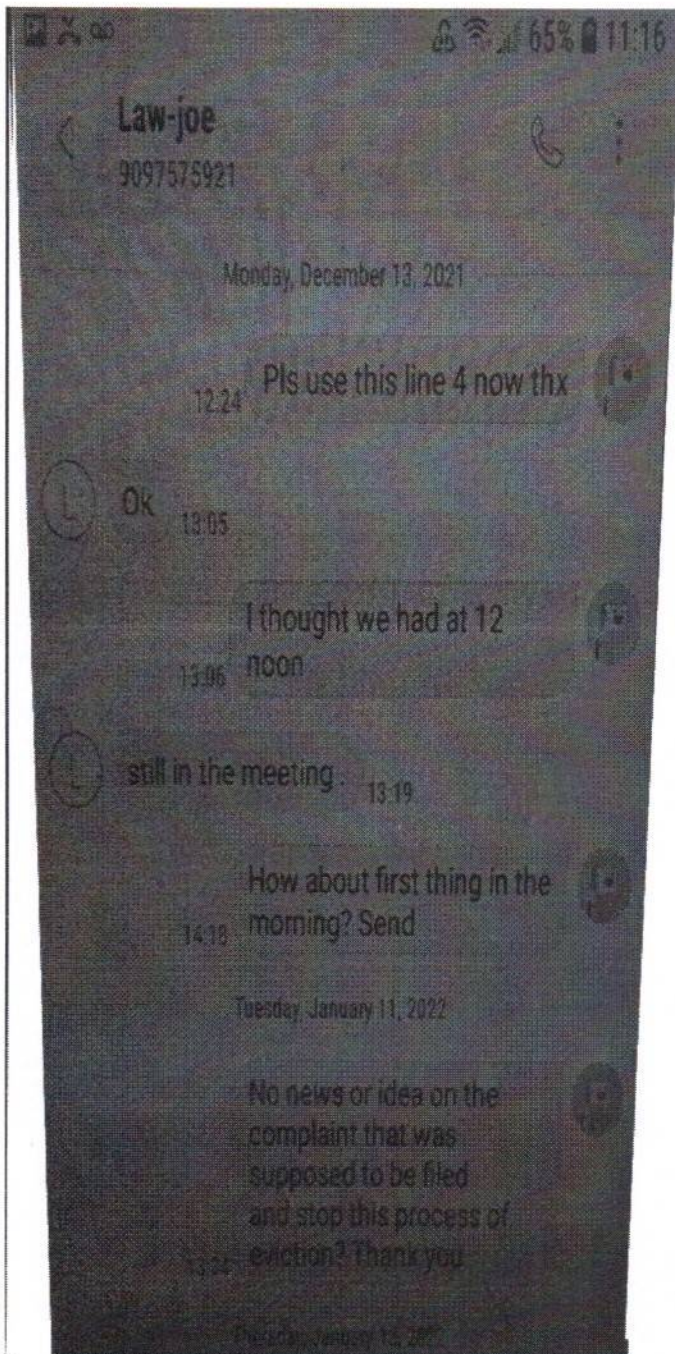 65% 11:16
Law-joe
9097575921
Monday, December 13, 2021
Pls use this line 4 now thx
12:24
L
Ok
13:05
I thought we had at 12
noon
13:06
L
still in the meeting .
13:19
How about first thing in the
morning? Send
14:18
Tuesday, January 11, 2022
No news or idea on the
complaint that was
supposed to be filed
and stop this process of
eviction? Thank you
Thursday, January 13,